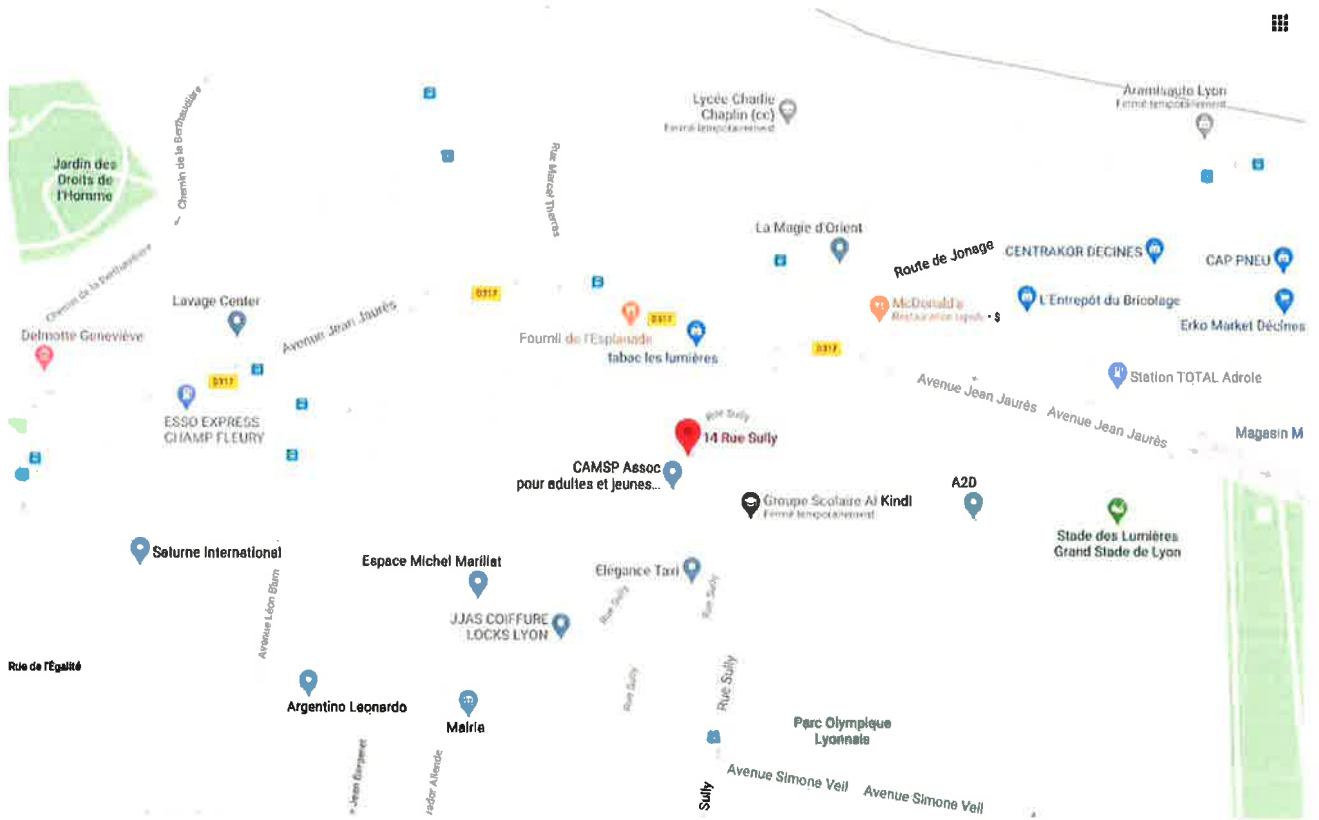 Lycée Charlie
Chaplin (cc)
Fermé temporairement
Aramisauto Lyon
Fermé temporairement
Chemin de la Berthaudière
Jardin des
Droits de
l'Homme
Rue Marcel Therras
La Magie d'Orient
Route de Jonage
CENTRAKOR DECINES
CAP PNEU
Chemin de la Berthaudière
Lavage Center
D317
McDonald's
Restauration rapide • $
L'Entrepôt du Bricolage
Erko Market Décines
Avenue Jean Jaurès
Delmotte Geneviève
Fournil de l'Esplanade
D317
tabac les lumières
D317
D317
Avenue Jean Jaurès
Avenue Jean Jaurès
Station TOTAL Adrole
ESSO EXPRESS
CHAMP FLEURY
Rue Sully
14 Rue Sully
Magasin M
CAMSP Assoc
pour adultes et jeunes...
Groupe Scolaire Al Kindi
Fermé temporairement
A2D
Stade des Lumières
Grand Stade de Lyon
Saturne International
Espace Michel Marillat
Elégance Taxi
Avenue Léon Blum
Rue Sully
Rue Sully
JJAS COIFFURE
LOCKS LYON
Rue de l'Égalité
Rue Sully
Rue Sully
Argentino Leonardo
Mairie
Parc Olympique
Lyonnais
Jean
rador Allende
Sully
Avenue Simone Veil
Avenue Simone Veil